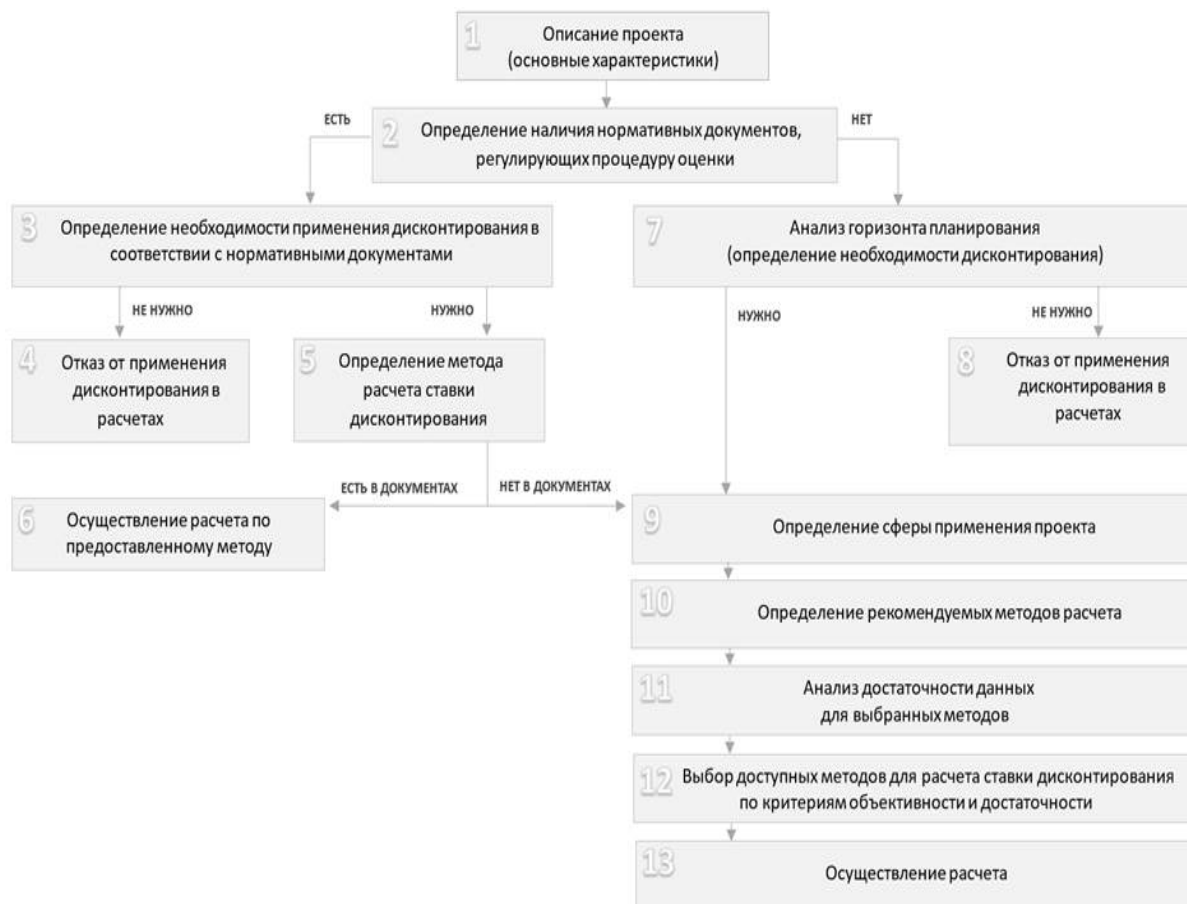 1
Описание проекта
(основные характеристики)
ЕСТЬ
НЕТ
2
Определение наличия нормативных документов,
регулирующих процедуру оценки
3
Определение необходимости применения дисконтирования в
соответствии с нормативными документами
7
Анализ горизонта планирования
(определение необходимости дисконтирования)
НЕ НУЖНО
НУЖНО
НУЖНО
НЕ НУЖНО
4
Отказ от применения
дисконтирования в
расчетах
5
Определение метода
расчета ставки
дисконтирования
8
Отказ от применения
дисконтирования в
расчетах
ЕСТЬ В ДОКУМЕНТАХ
НЕТ В ДОКУМЕНТАХ
6
Осуществление расчета по
предоставленному методу
9
Определение сферы применения проекта
10
Определение рекомендуемых методов расчета
11
Анализ достаточности данных
для выбранных методов
12
Выбор доступных методов для расчета ставки дисконтирования
по критериям объективности и достаточности
13
Осуществление расчета